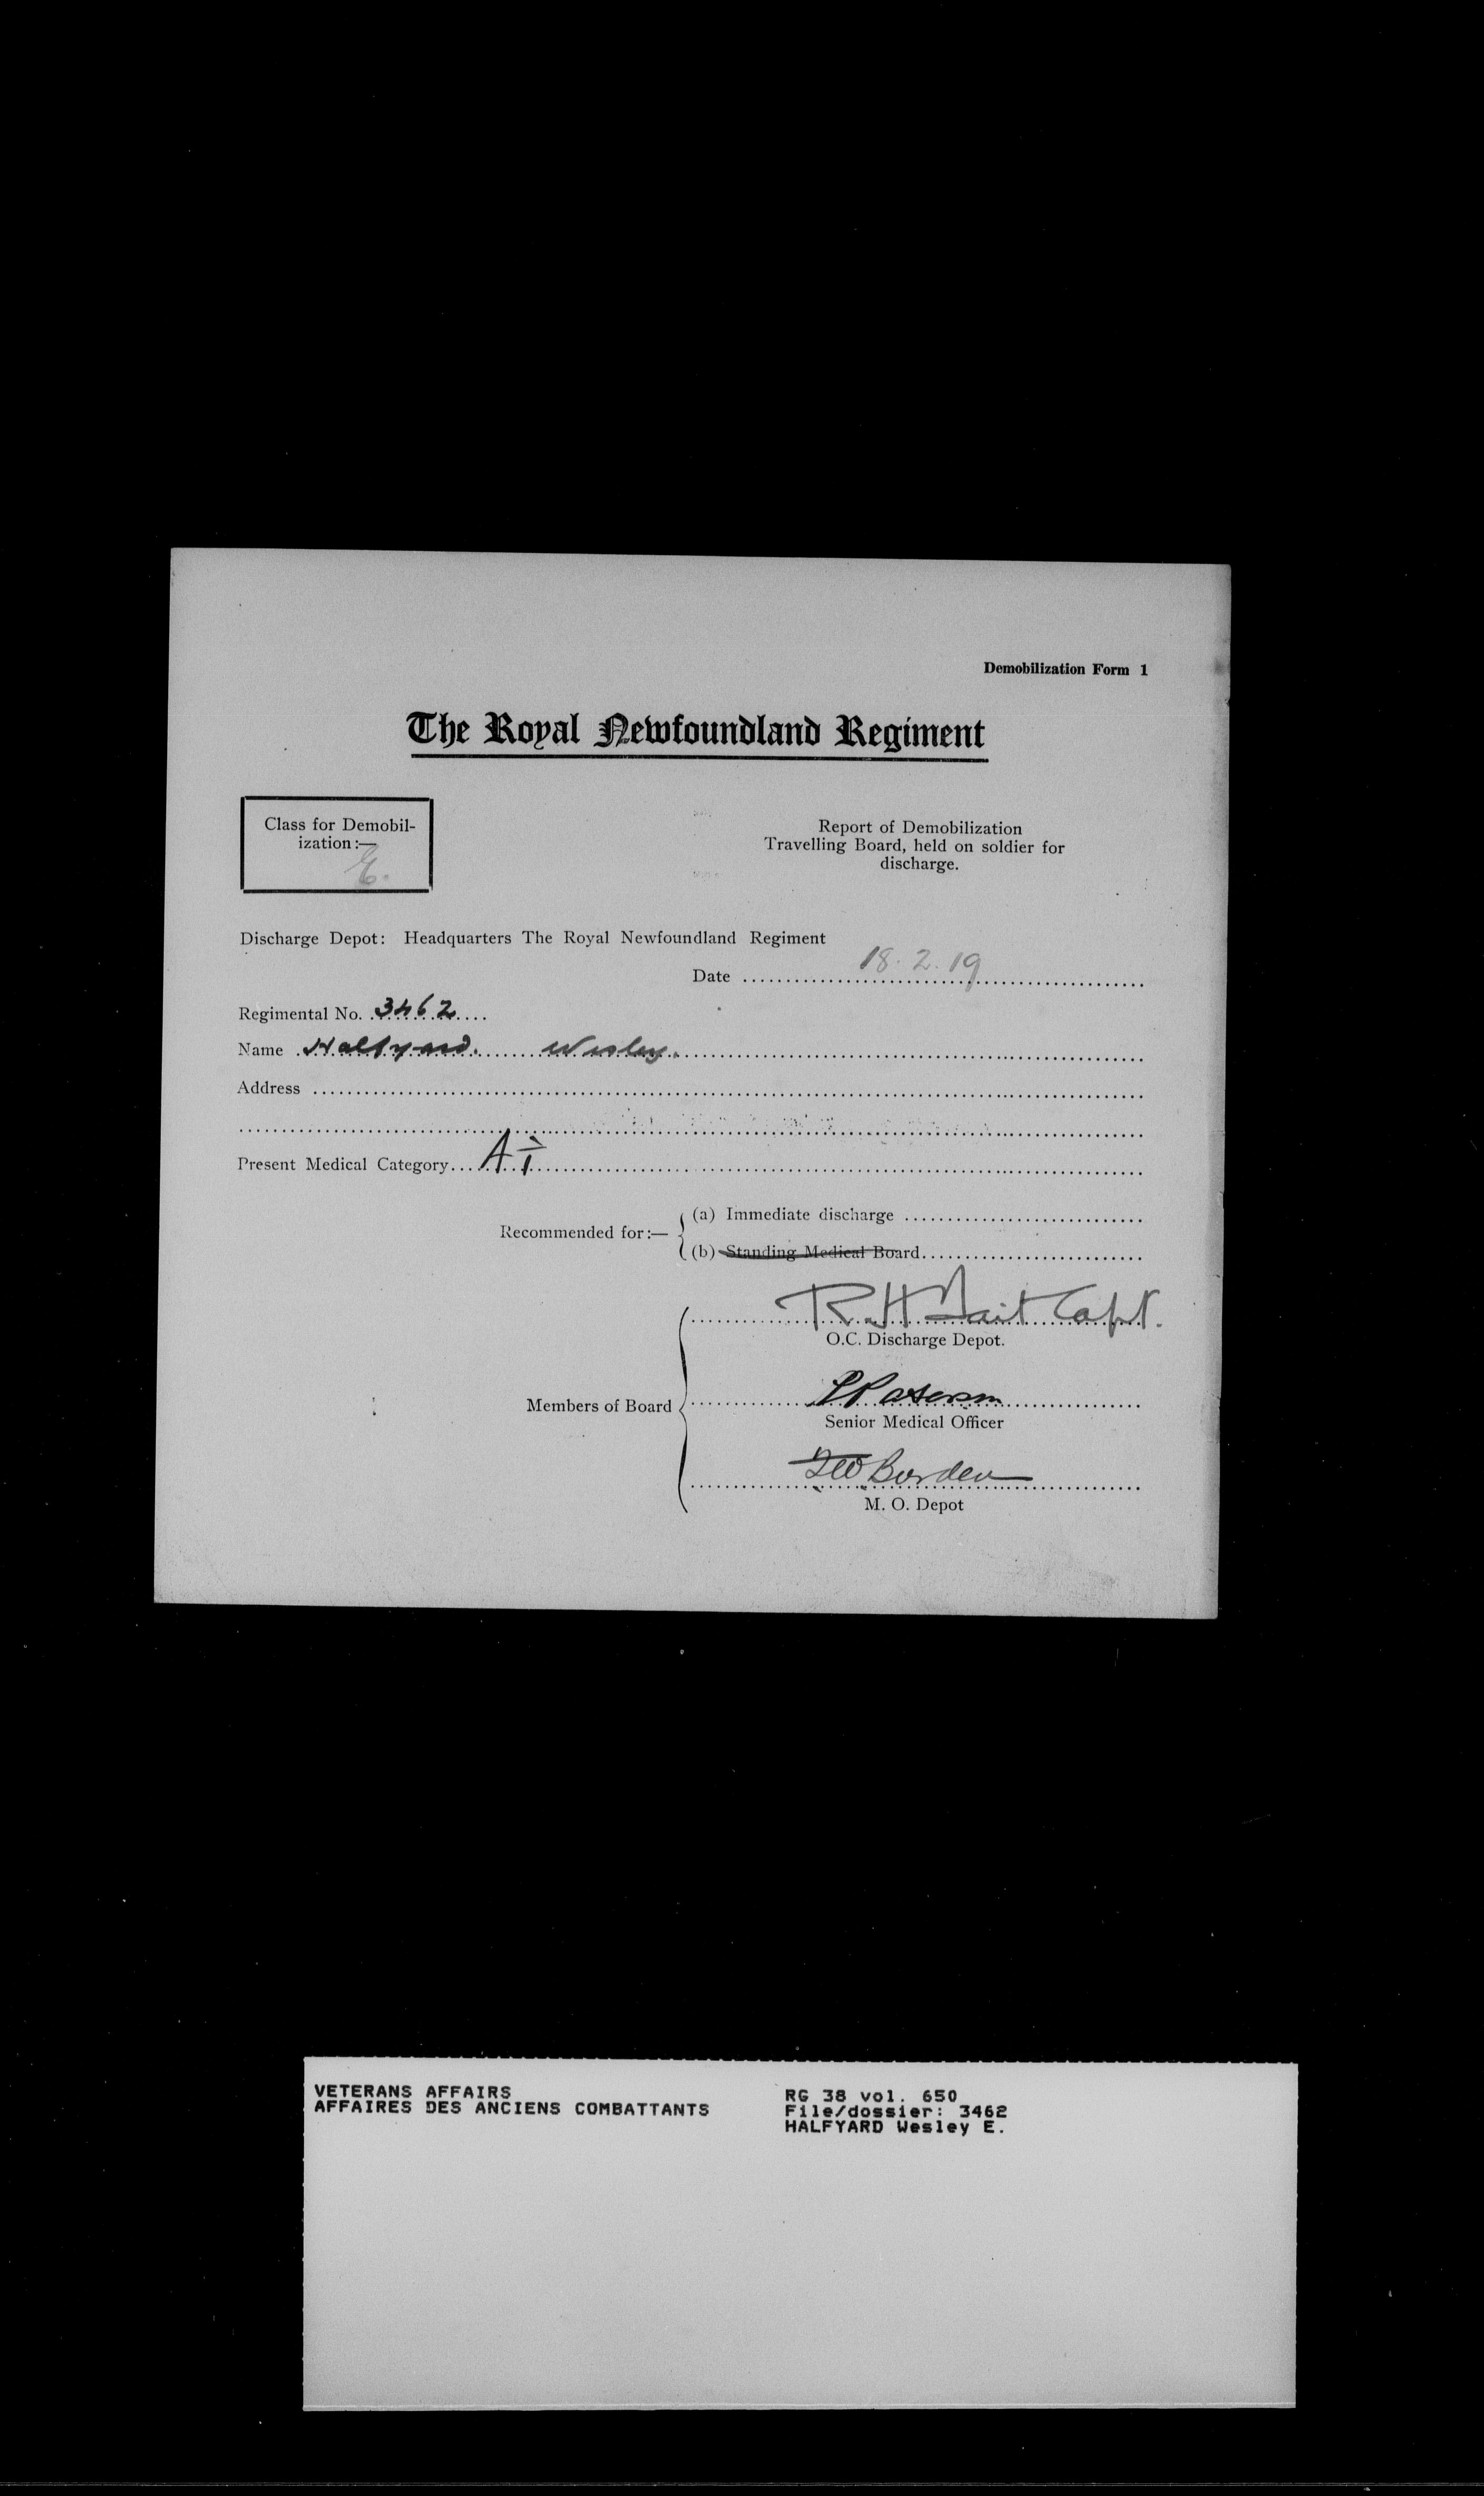 Demobilization Form 1
The Royal Newfoundland Regiment
Class for Demobil-
ization:—
E.
Report of Demobilization
Travelling Board, held on soldier for
discharge.
Discharge Depot: Headquarters The Royal Newfoundland Regiment
Date 18.2.19
Regimental No. 3462
Name Halfyard. Wesley.
Address
Present Medical Category A I
Recommended for:—
(a) Immediate discharge
(b) Standing Medical Board
R.H. Tait Capt.
O.C. Discharge Depot.
Members of Board
Senior Medical Officer
Burden
M. O. Depot
VETERANS AFFAIRS
AFFAIRES DES ANCIENS COMBATTANTS
RG 38 vol. 650
File/dossier: 3462
HALFYARD Wesley E.